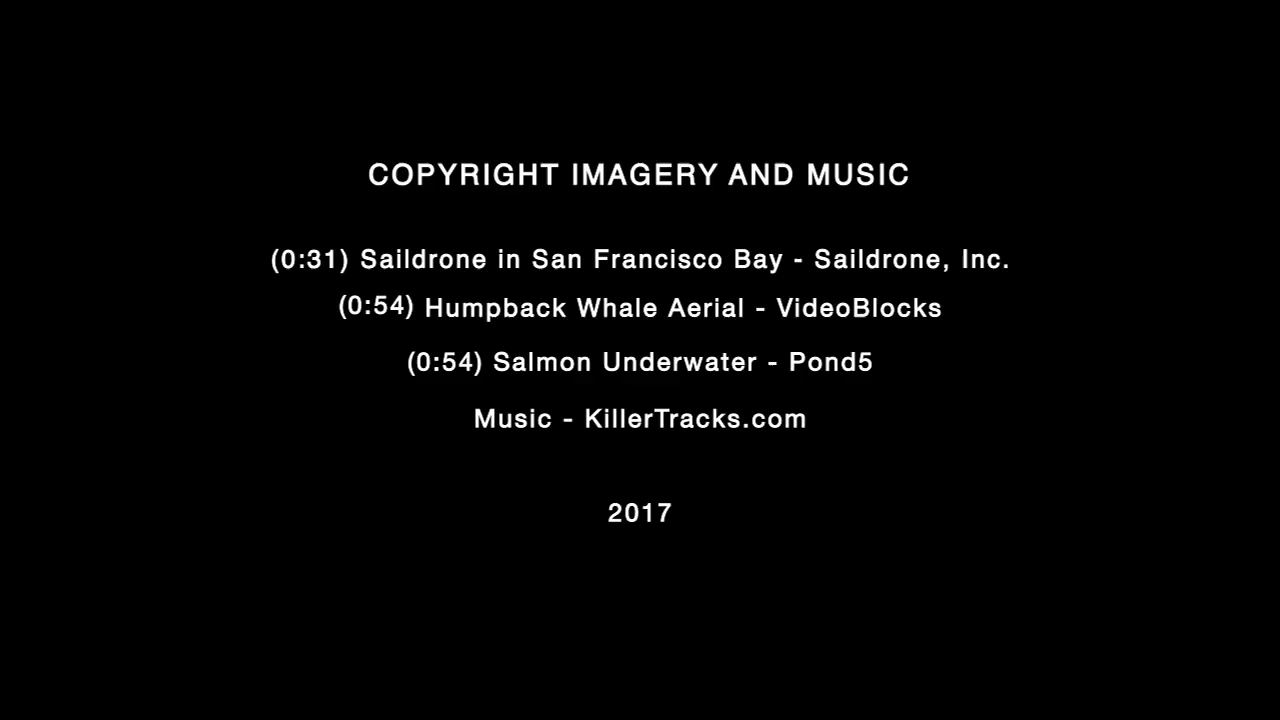 COPYRIGHT IMAGERY AND MUSIC
(0:31) Saildrone in San Francisco Bay - Saildrone, Inc.
(0:54) Humpback Whale Aerial - VideoBlocks
(0:54) Salmon Underwater - Pond5
Music - KillerTracks.com
2017